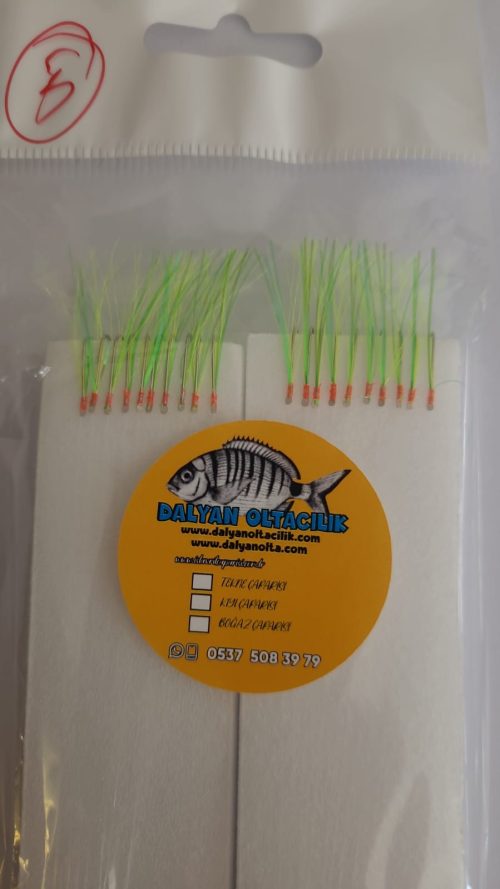 DALYAN OLTACILIK
www.dalyanoltacilik.com
www.dalyanolta.com
TEKNE ÇAPARİSİ
KIYI ÇAPARİSİ
BOĞAZ ÇAPARİSİ
0537 508 39 79